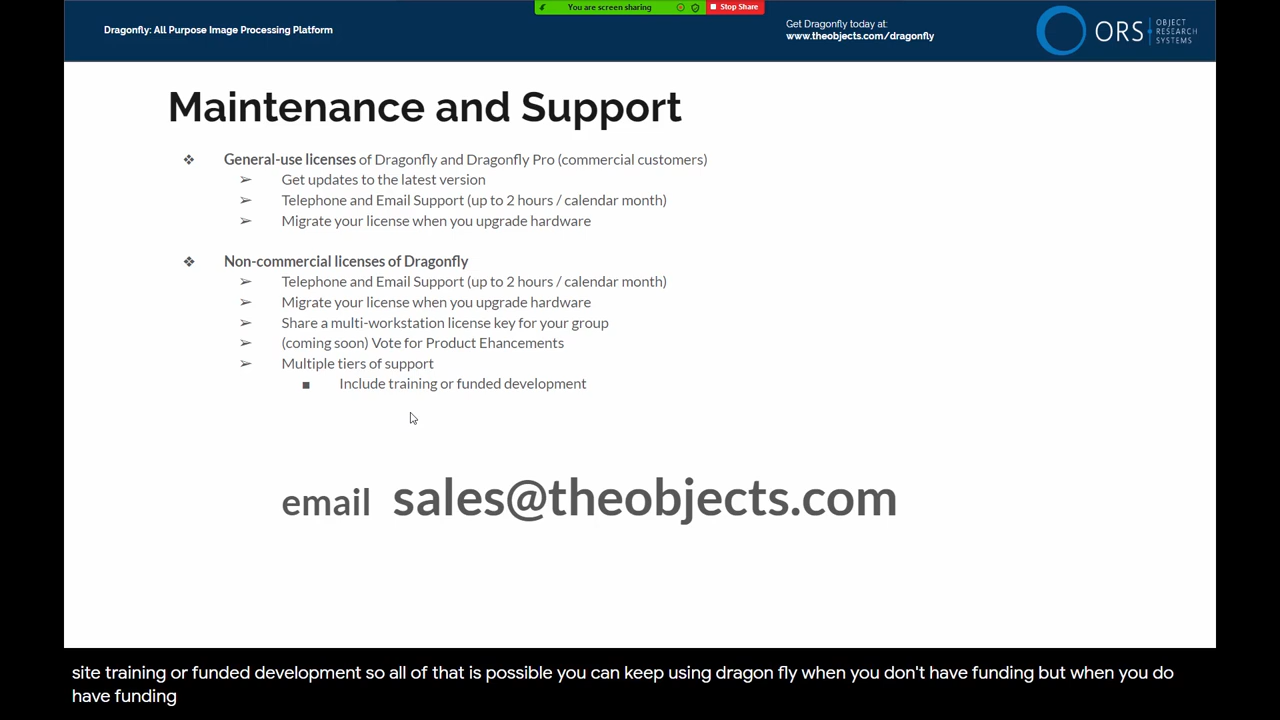 You are screen sharing
Stop Share
Dragonfly: All Purpose Image Processing Platform
Get Dragonfly today at:
www.theobjects.com/dragonfly
ORS
OBJECT
RESEARCH
SYSTEMS
Maintenance and Support
❖ General-use licenses of Dragonfly and Dragonfly Pro (commercial customers)
➢ Get updates to the latest version
➢ Telephone and Email Support (up to 2 hours / calendar month)
➢ Migrate your license when you upgrade hardware
❖ Non-commercial licenses of Dragonfly
➢ Telephone and Email Support (up to 2 hours / calendar month)
➢ Migrate your license when you upgrade hardware
➢ Share a multi-workstation license key for your group
➢ (coming soon) Vote for Product Ehancements
➢ Multiple tiers of support
■ Include training or funded development
email sales@theobjects.com
site training or funded development so all of that is possible you can keep using dragon fly when you don't have funding but when you do
have funding